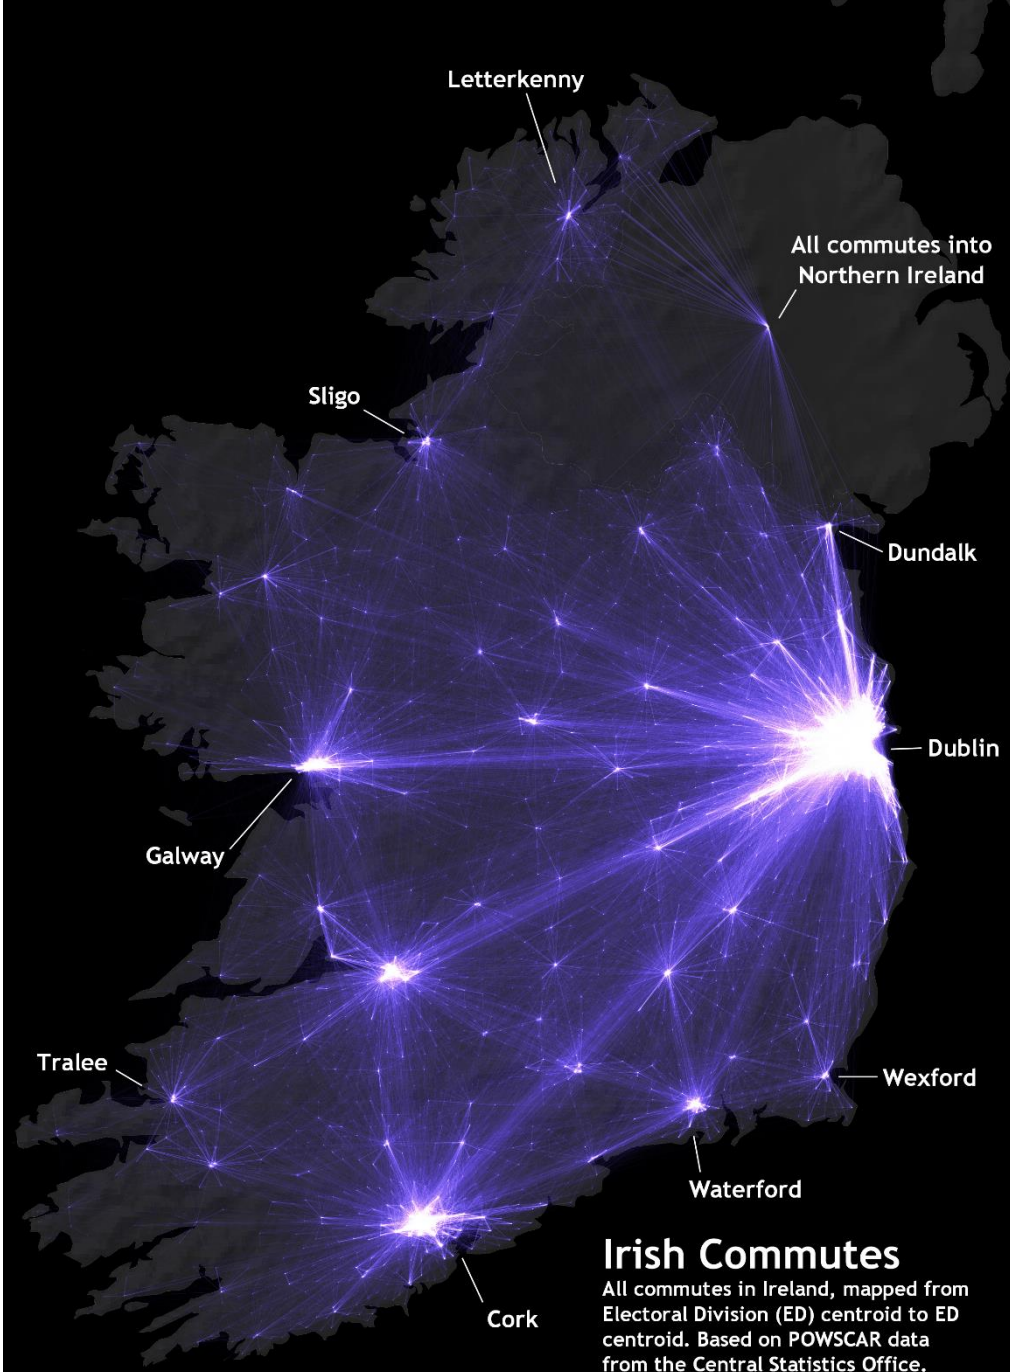 Letterkenny
All commutes into
Northern Ireland
Sligo
Dundalk
Dublin
Galway
Tralee
Wexford
Waterford
Cork
Irish Commutes
All commutes in Ireland, mapped from
Electoral Division (ED) centroid to ED
centroid. Based on POWSCAR data
from the Central Statistics Office.